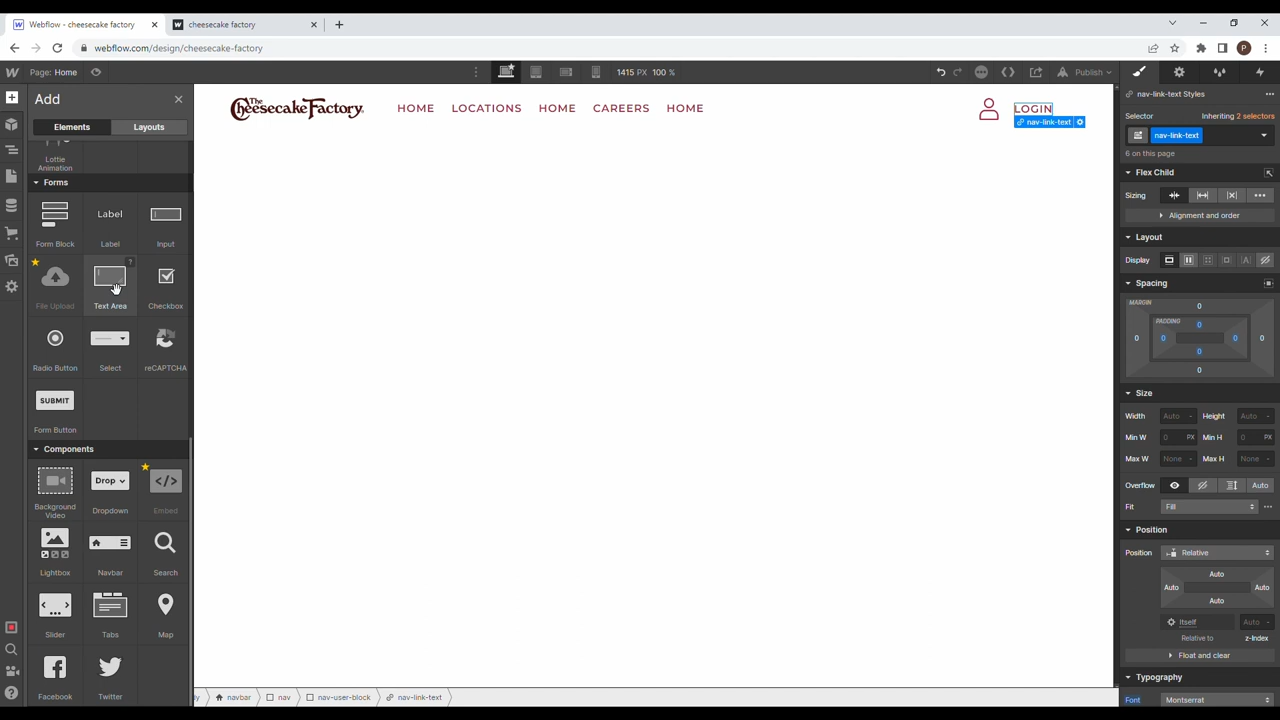 Webflow - cheesecake factory
cheesecake factory
webflow.com/design/cheesecake-factory
P
Page: Home
1415 PX 100 %
Publish
Add
Elements Layouts
Lottie
Animation
Forms
Form Block Label Label Input
File Upload Text Area Checkbox
Radio Button Select reCAPTCHA
SUBMIT
Form Button
Components
Drop
Background
Video
Dropdown Embed
Lightbox Navbar Search
Slider Tabs Map
Facebook Twitter
The Cheesecake Factory
HOME LOCATIONS HOME CAREERS HOME
LOGIN
nav-link-text
navbar nav nav-user-block nav-link-text
nav-link-text Styles
Selector Inheriting 2 selectors
nav-link-text
6 on this page
Flex Child
Sizing
Alignment and order
Layout
Display
Spacing
MARGIN
0
PADDING 0
0 0 0 0
0
0
Size
Width Auto - Height Auto -
Min W 0 PX Min H 0 PX
Max W None - Max H None -
Overflow Auto
Fit Fill
Position
Position Relative
Auto
Auto Auto
Auto
Itself Auto -
Relative to z-Index
Float and clear
Typography
Font Montserrat